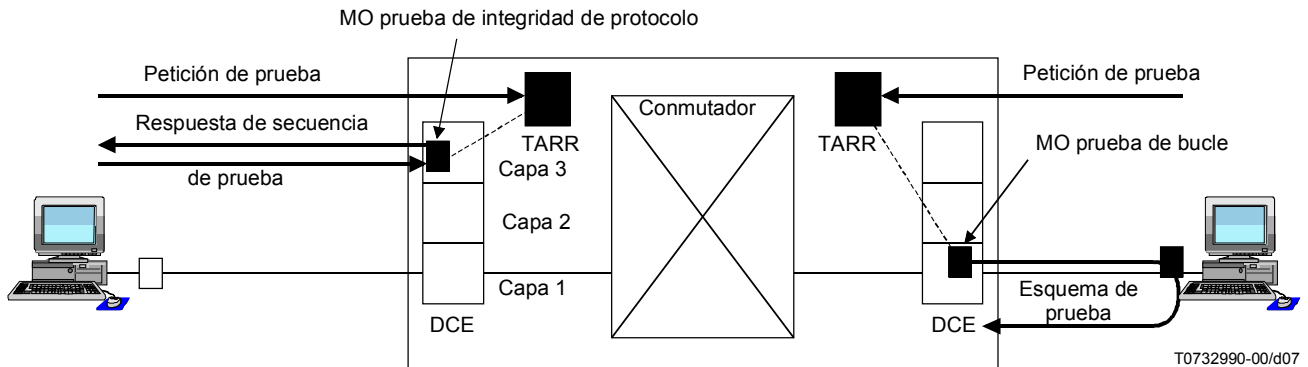 MO prueba de integridad de protocolo
Petición de prueba
Petición de prueba
Conmutador
Respuesta de secuencia
TARR
TARR
MO prueba de bucle
de prueba
Capa 3
Capa 2
Capa 1
Esquema de
prueba
DCE
DCE
T0732990-00/d07